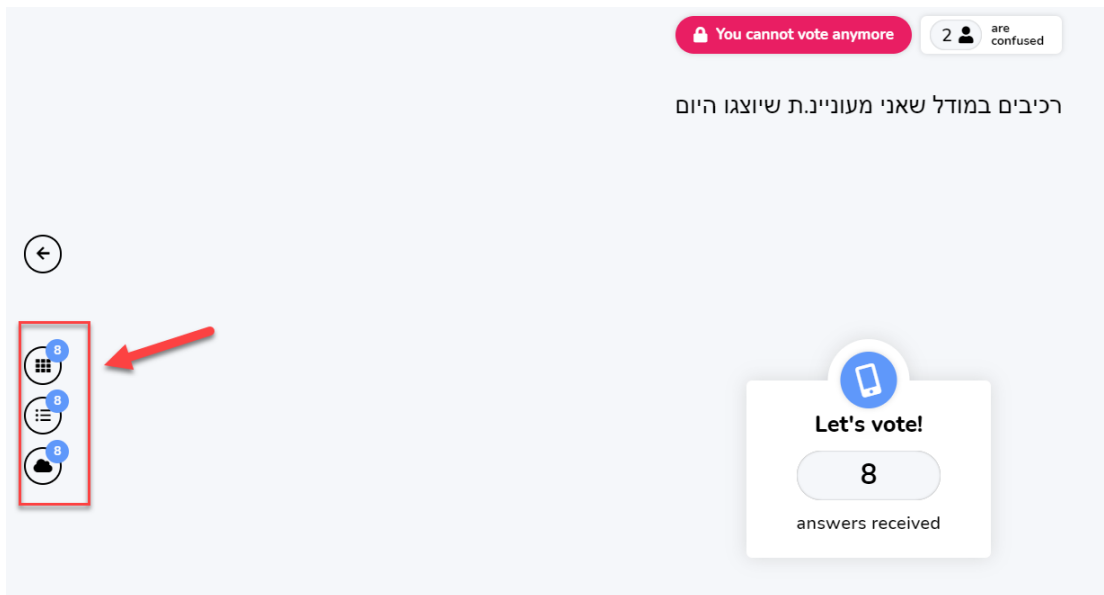 You cannot vote anymore
2
are
confused
רכיבים במודל שאני מעוניינ.ת שיוצגו היום
8
8
8
Let's vote!
8
answers received